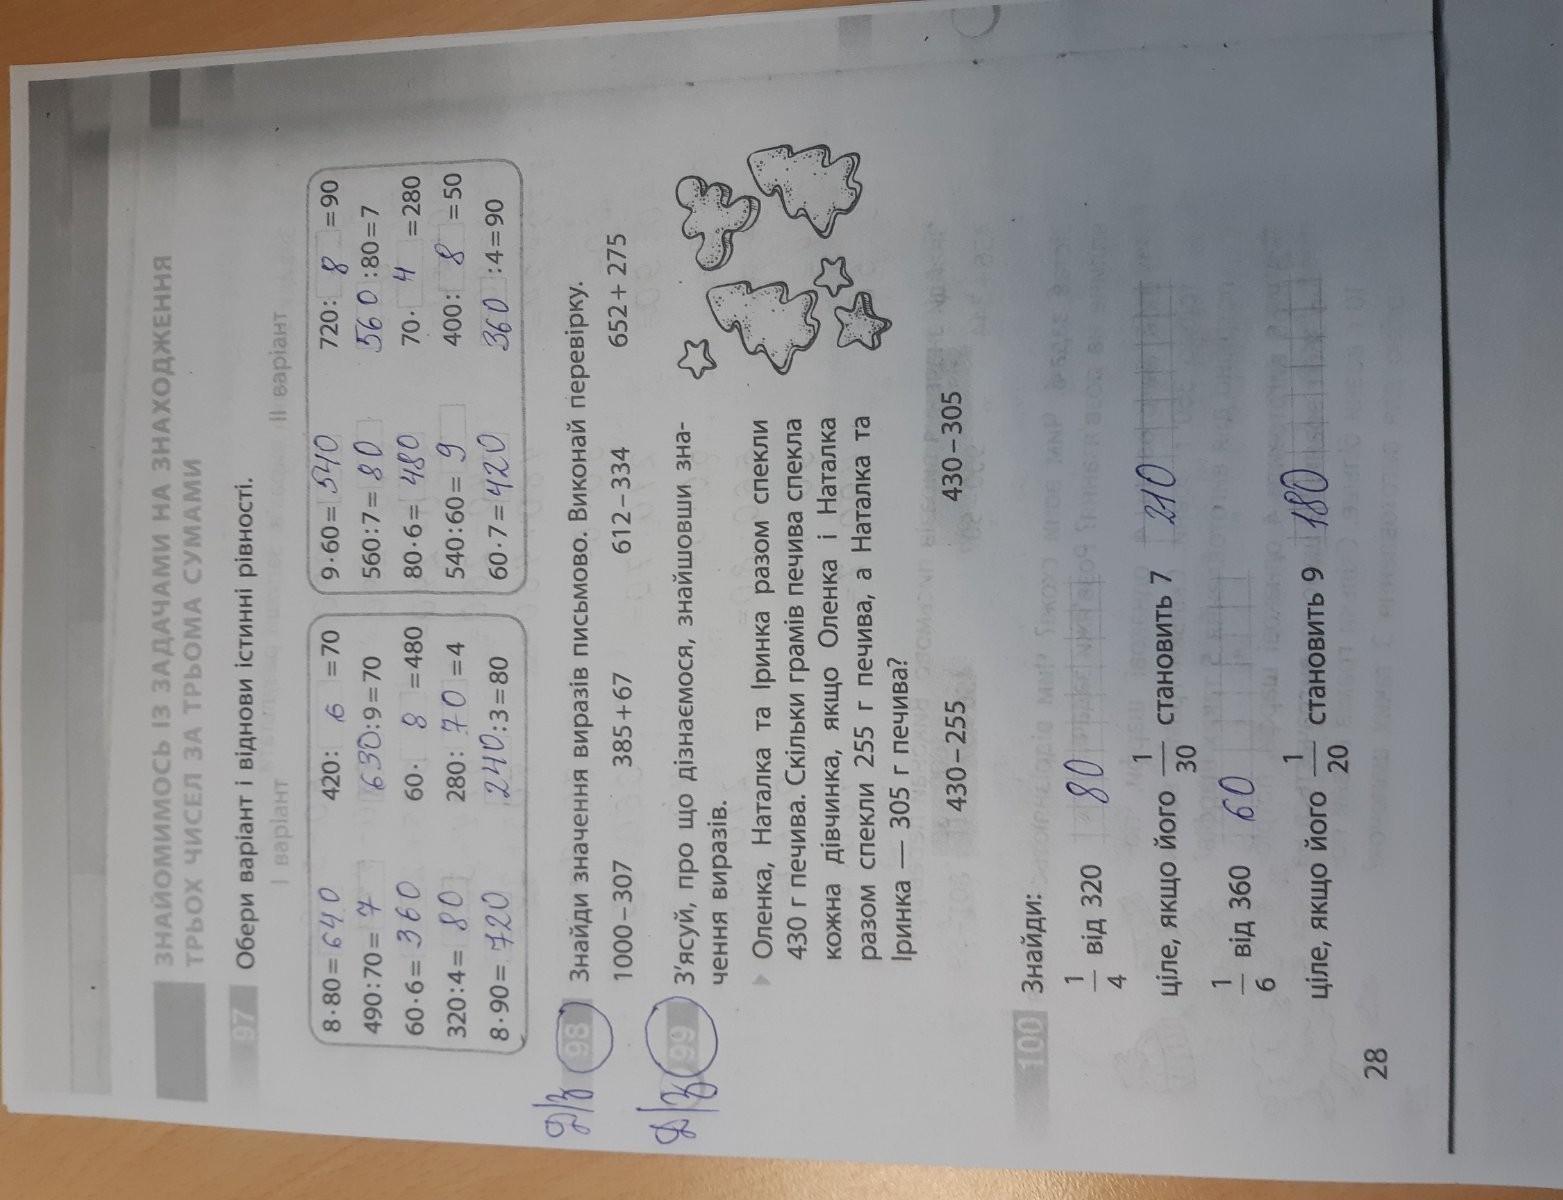 ЗНАЙОМИМОСЬ ІЗ ЗАДАЧАМИ НА ЗНАХОДЖЕННЯ
ТРЬОХ ЧИСЕЛ ЗА ТРЬОМА СУМАМИ
97 Обери варіант і віднови істинні рівності.
І варіант ІІ варіант
8·80=640 420:6=70 9·60=540 720:8=90
490:70=7 630:9=70 560:7=80 560:80=7
60·6=360 60·8=480 80·6=480 70·4=280
320:4=80 280:70=4 540:60=9 400:8=50
8·90=720 240:3=80 60·7=420 360:4=90
Д/з 98 Знайди значення виразів письмово. Виконай перевірку.
1000−307 385+67 612−334 652+275
Д/з 99 З'ясуй, про що дізнаємося, знайшовши зна-
чення виразів.
Оленка, Наталка та Іринка разом спекли
430 г печива. Скільки грамів печива спекла
кожна дівчинка, якщо Оленка і Наталка
разом спекли 255 г печива, а Наталка та
Іринка — 305 г печива?
430−255 430−305
100 Знайди:
1/4 від 320 80
ціле, якщо його 1/30 становить 7 210
1/6 від 360 60
ціле, якщо його 1/20 становить 9 180
28